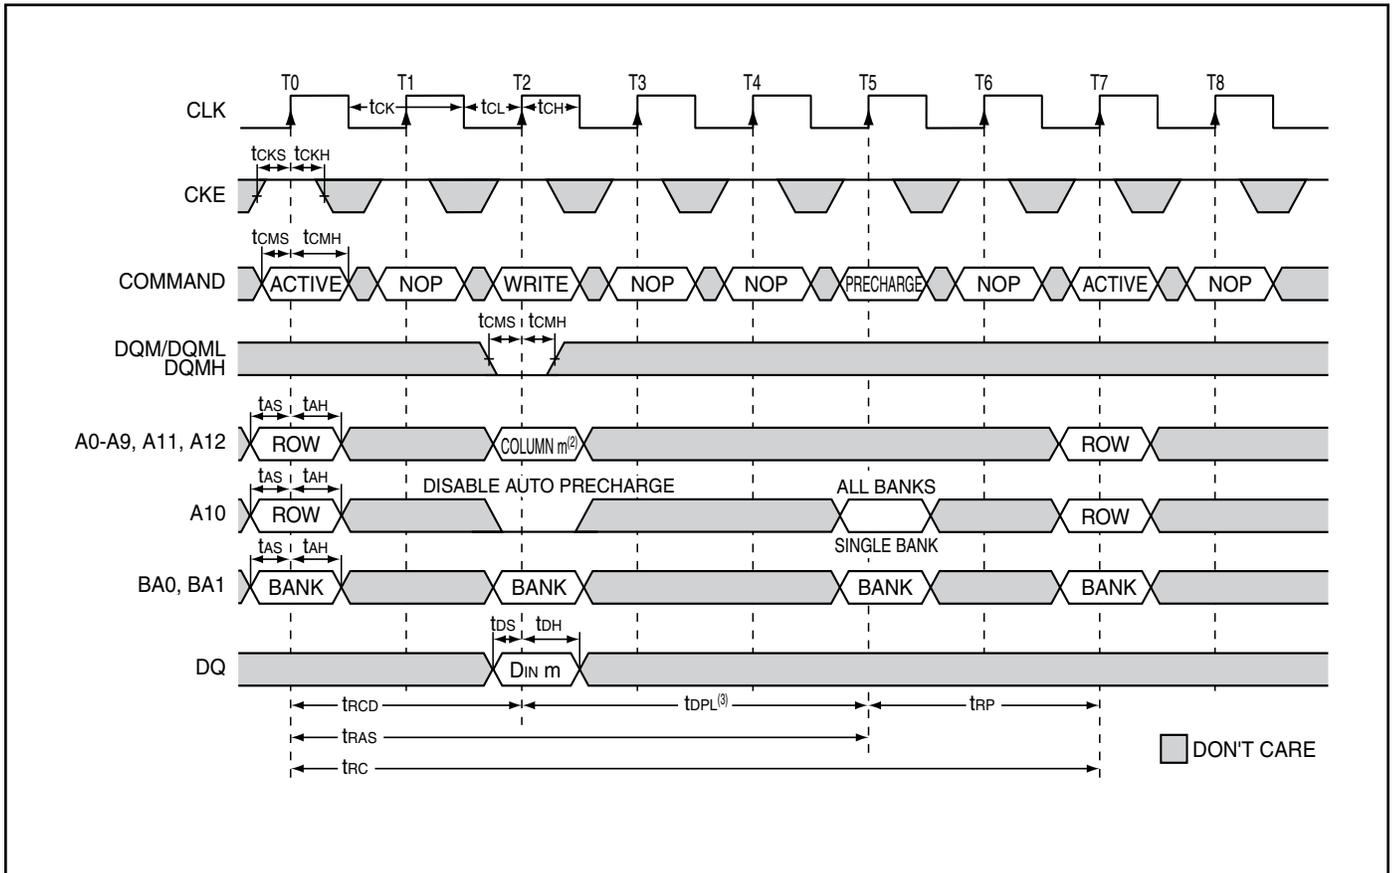 T0 T1 T2 T3 T4 T5 T6 T7 T8
CLK tCK tCL tCH
tCKS tCKH
CKE
tCMS tCMH
COMMAND ACTIVE NOP WRITE NOP NOP PRECHARGE NOP ACTIVE NOP
tCMS tCMH
DQM/DQML
DQMH
tAS tAH
A0-A9, A11, A12 ROW COLUMN m(2) ROW
tAS tAH DISABLE AUTO PRECHARGE ALL BANKS
A10 ROW ROW
tAS tAH SINGLE BANK
BA0, BA1 BANK BANK BANK BANK
tDS tDH
DQ DIN m
tRCD tDPL(3) tRP
tRAS
DON'T CARE
tRC